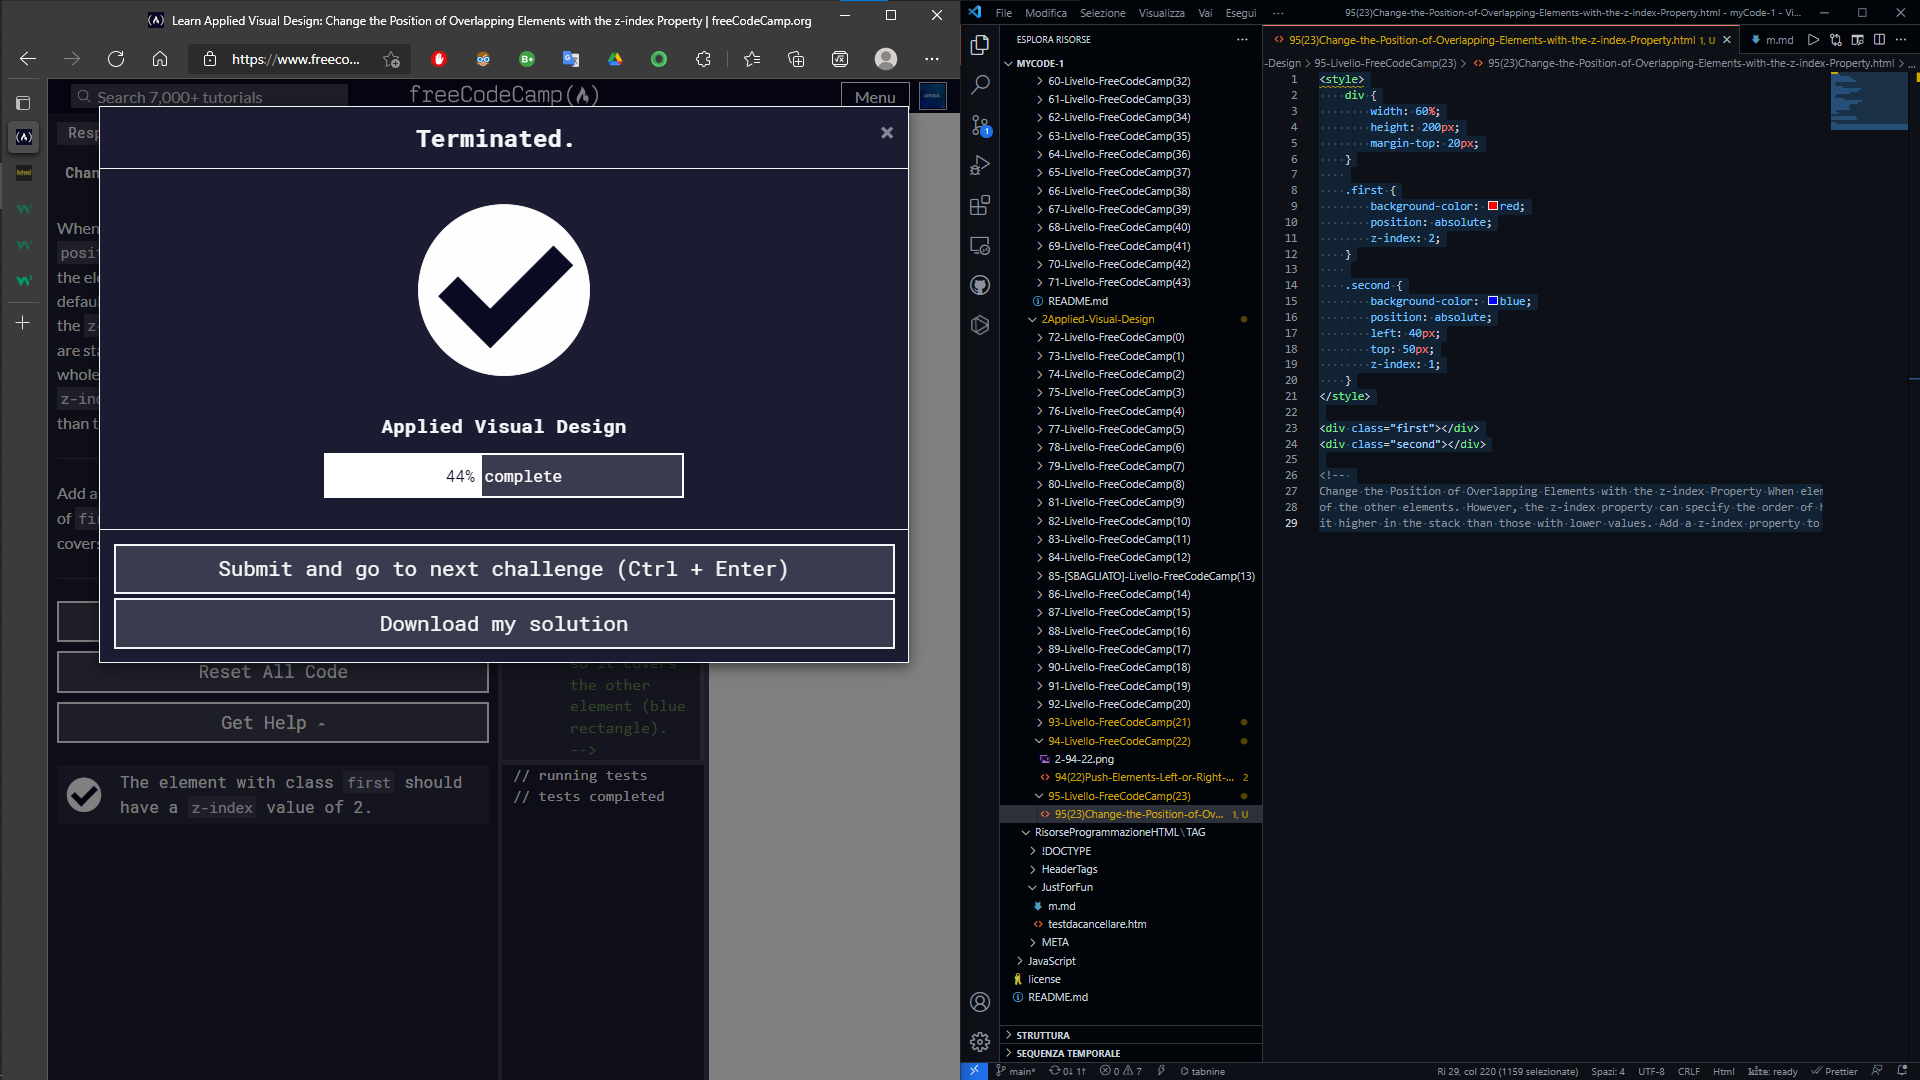 Learn Applied Visual Design: Change the Position of Overlapping Elements with the z-index Property | freeCodeCamp.org
https://www.freeco...
Search 7,000+ tutorials
freeCodeCamp
Menu
Resp
Terminated.
×
Chan
When
posit
the el
defau
the z-
are sta
whole
z-in
than t
Add a
of fi
covers
Applied Visual Design
44% complete
Submit and go to next challenge (Ctrl + Enter)
Download my solution
Reset All Code
Get Help
so it covers
the other
element (blue
rectangle).
-->
The element with class first should
have a z-index value of 2.
// running tests
// tests completed
File Modifica Selezione Visualizza Vai Esegui ···
95(23)Change-the-Position-of-Overlapping-Elements-with-the-z-index-Property.html - myCode-1 - Vi...
ESPLORA RISORSE
MYCODE-1
60-Livello-FreeCodeCamp(32)
61-Livello-FreeCodeCamp(33)
62-Livello-FreeCodeCamp(34)
63-Livello-FreeCodeCamp(35)
64-Livello-FreeCodeCamp(36)
65-Livello-FreeCodeCamp(37)
66-Livello-FreeCodeCamp(38)
67-Livello-FreeCodeCamp(39)
68-Livello-FreeCodeCamp(40)
69-Livello-FreeCodeCamp(41)
70-Livello-FreeCodeCamp(42)
71-Livello-FreeCodeCamp(43)
README.md
2Applied-Visual-Design
72-Livello-FreeCodeCamp(0)
73-Livello-FreeCodeCamp(1)
74-Livello-FreeCodeCamp(2)
75-Livello-FreeCodeCamp(3)
76-Livello-FreeCodeCamp(4)
77-Livello-FreeCodeCamp(5)
78-Livello-FreeCodeCamp(6)
79-Livello-FreeCodeCamp(7)
80-Livello-FreeCodeCamp(8)
81-Livello-FreeCodeCamp(9)
82-Livello-FreeCodeCamp(10)
83-Livello-FreeCodeCamp(11)
84-Livello-FreeCodeCamp(12)
85-[SBAGLIATO]-Livello-FreeCodeCamp(13)
86-Livello-FreeCodeCamp(14)
87-Livello-FreeCodeCamp(15)
88-Livello-FreeCodeCamp(16)
89-Livello-FreeCodeCamp(17)
90-Livello-FreeCodeCamp(18)
91-Livello-FreeCodeCamp(19)
92-Livello-FreeCodeCamp(20)
93-Livello-FreeCodeCamp(21)
94-Livello-FreeCodeCamp(22)
2-94-22.png
94(22)Push-Elements-Left-or-Right-... 2
95-Livello-FreeCodeCamp(23)
95(23)Change-the-Position-of-Ov... 1, U
RisorseProgrammazioneHTML\TAG
!DOCTYPE
HeaderTags
JustForFun
m.md
testdacancellare.htm
META
JavaScript
license
README.md
STRUTTURA
SEQUENZA TEMPORALE
95(23)Change-the-Position-of-Overlapping-Elements-with-the-z-index-Property.html 1, U
m.md
-Design > 95-Livello-FreeCodeCamp(23) > 95(23)Change-the-Position-of-Overlapping-Elements-with-the-z-index-Property.html > ...
1 <style>
2 div {
3 width: 60%;
4 height: 200px;
5 margin-top: 20px;
6 }
7
8 .first {
9 background-color: red;
10 position: absolute;
11 z-index: 2;
12 }
13
14 .second {
15 background-color: blue;
16 position: absolute;
17 left: 40px;
18 top: 50px;
19 z-index: 1;
20 }
21 </style>
22
23 <div class="first"></div>
24 <div class="second"></div>
25
26 <!--
27 Change the Position of Overlapping Elements with the z-index Property When elem
28 of the other elements. However, the z-index property can specify the order of h
29 it higher in the stack than those with lower values. Add a z-index property to
main* 0↓ 1↑ 0 7 tabnine
Ri 29, col 220 (1159 selezionate) Spazi: 4 UTF-8 CRLF Html kite: ready Prettier